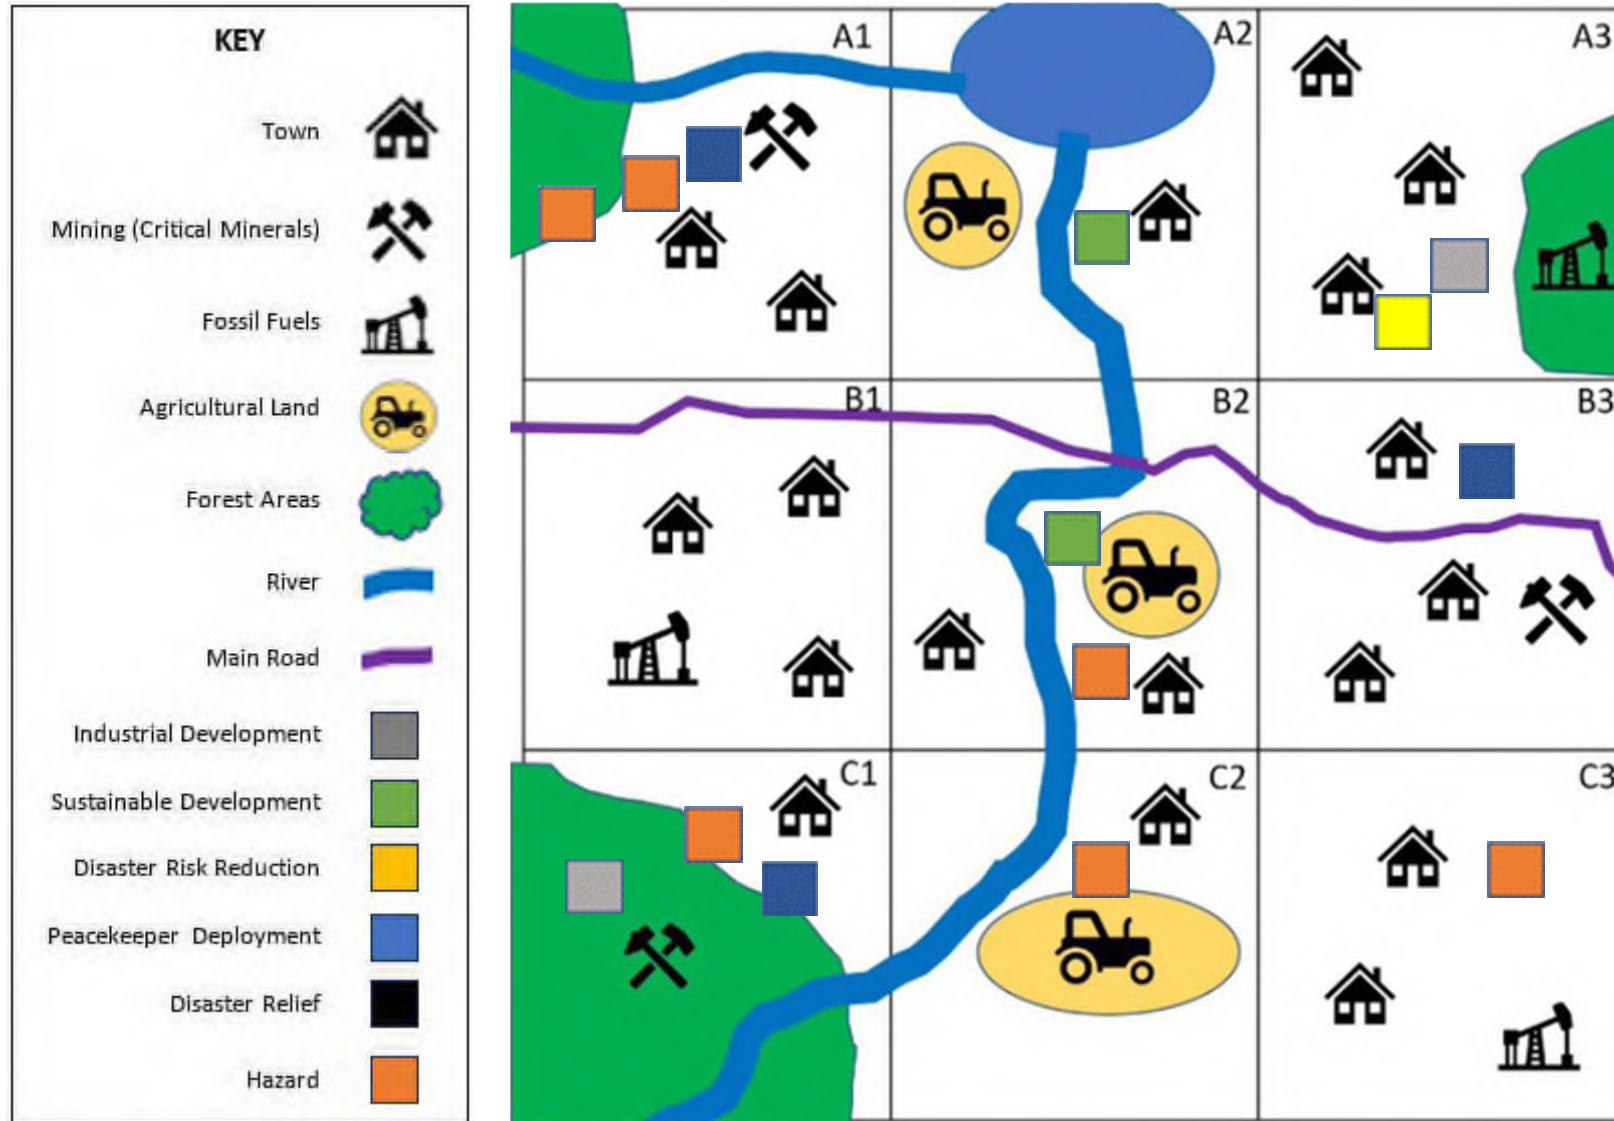 KEY
Town
Mining (Critical Minerals)
Fossil Fuels
Agricultural Land
Forest Areas
River
Main Road
Industrial Development
Sustainable Development
Disaster Risk Reduction
Peacekeeper Deployment
Disaster Relief
Hazard
A1
A2
A3
B1
B2
B3
C1
C2
C3